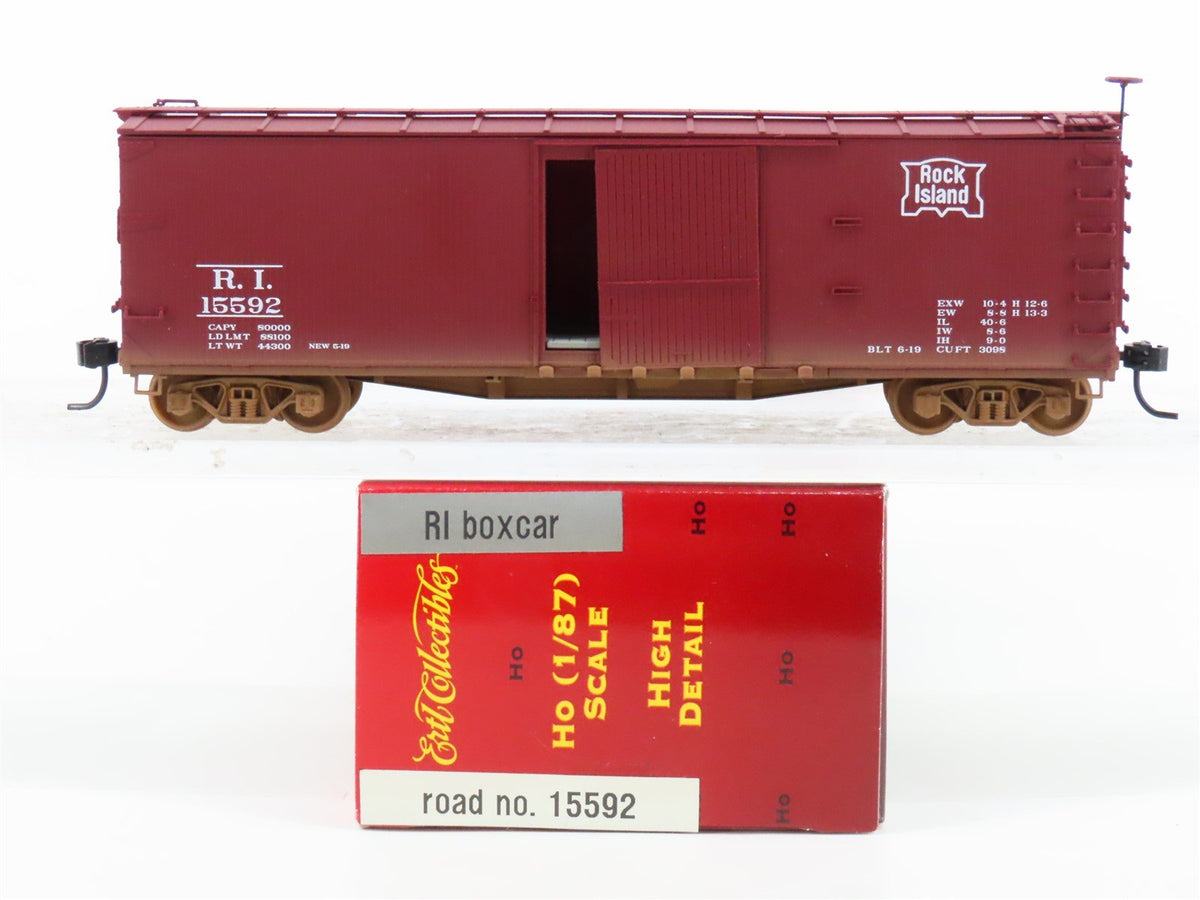 Rock
Island
R. I.
15592
CAPY 80000
LD LMT 88100
LT WT 44300 NEW 5-19
EXW 10-4 H 12-6
EW 8-8 H 13-3
IL 40-6
IW 8-6
IH 9-0
BLT 6-19 CU FT 3098
RI boxcar
Ertl Collectibles
HO
HO (1/87)
SCALE
HIGH
DETAIL
HO
HO
HO
HO
road no. 15592